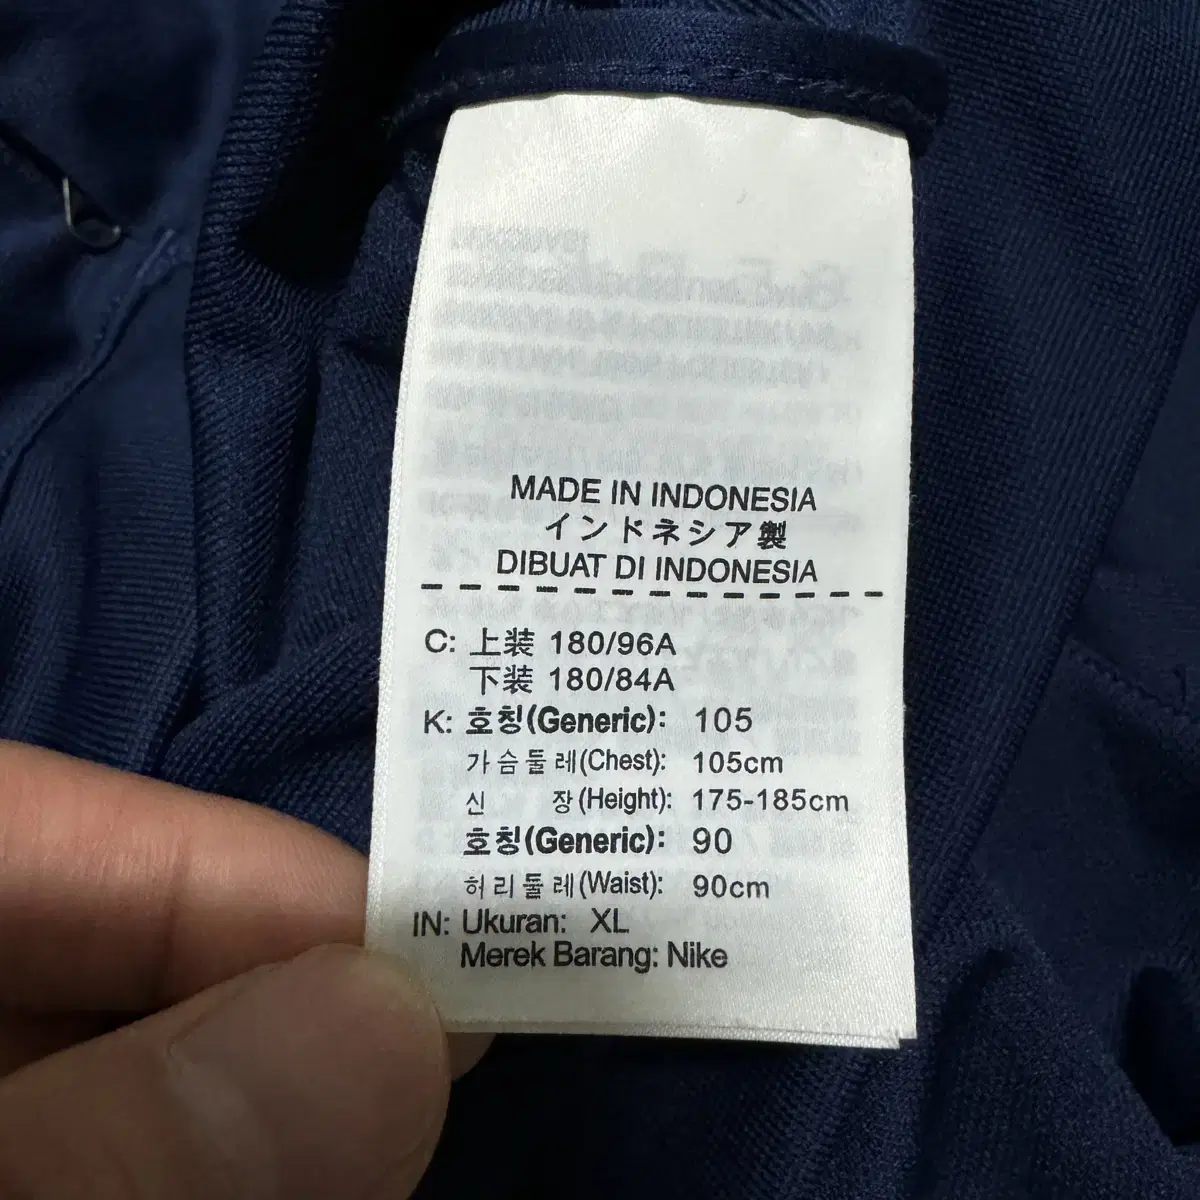 MADE IN INDONESIA
インドネシア製
DIBUAT DI INDONESIA
C: 上装 180/96A
下装 180/84A
K: 호칭(Generic): 105
가슴둘레(Chest): 105cm
신 장(Height): 175-185cm
호칭(Generic): 90
허리둘레(Waist): 90cm
IN: Ukuran: XL
Merek Barang: Nike